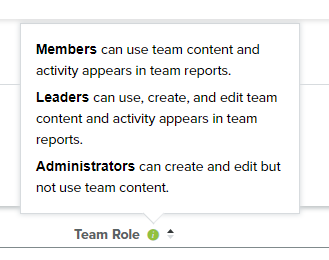 Members can use team content and
activity appears in team reports.
Leaders can use, create, and edit team
content and activity appears in team
reports.
Administrators can create and edit but
not use team content.
Team Role i